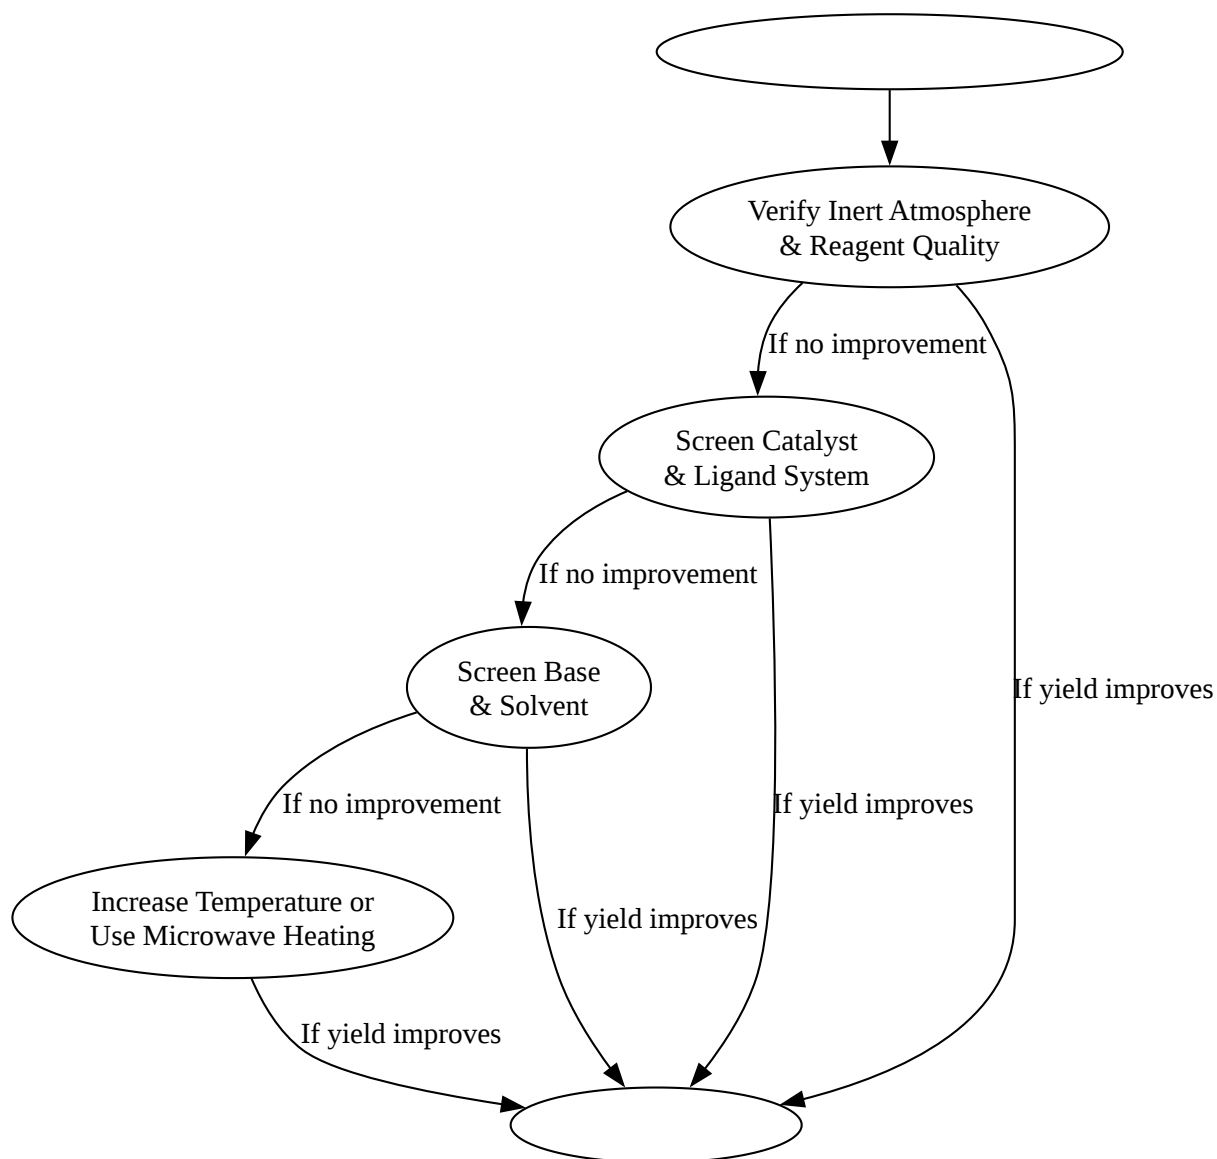 Verify Inert Atmosphere
& Reagent Quality
If no improvement
Screen Catalyst
& Ligand System
If no improvement
Screen Base
& Solvent
If yield improves
If no improvement
If yield improves
Increase Temperature or
Use Microwave Heating
If yield improves
If yield improves